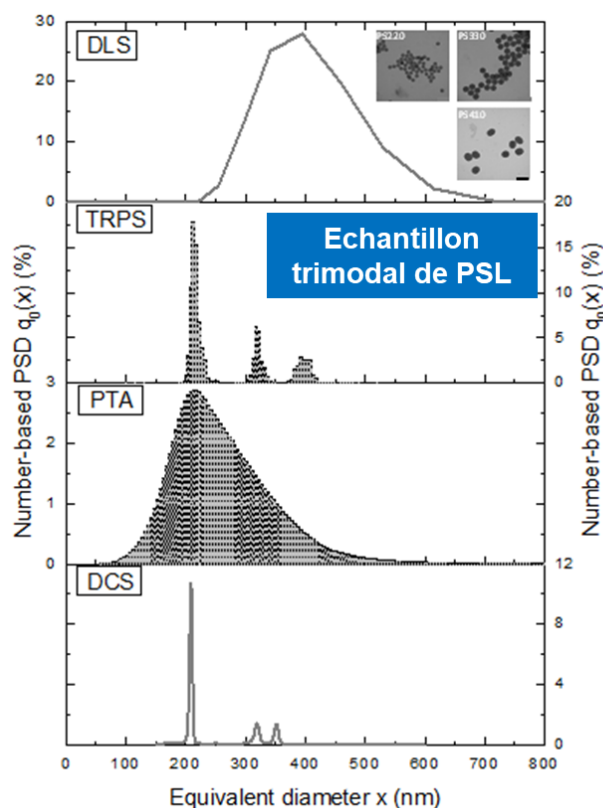 30
DLS
PS220
PS330
20
PS410
10
0
20
TRPS
Echantillon
trimodal de PSL
15
10
5
3
0
PTA
2
1
0
12
DCS
8
4
0
0 100 200 300 400 500 600 700 800
Equivalent diameter x (nm)
Number-based PSD q0(x) (%)
Number-based PSD q0(x) (%)